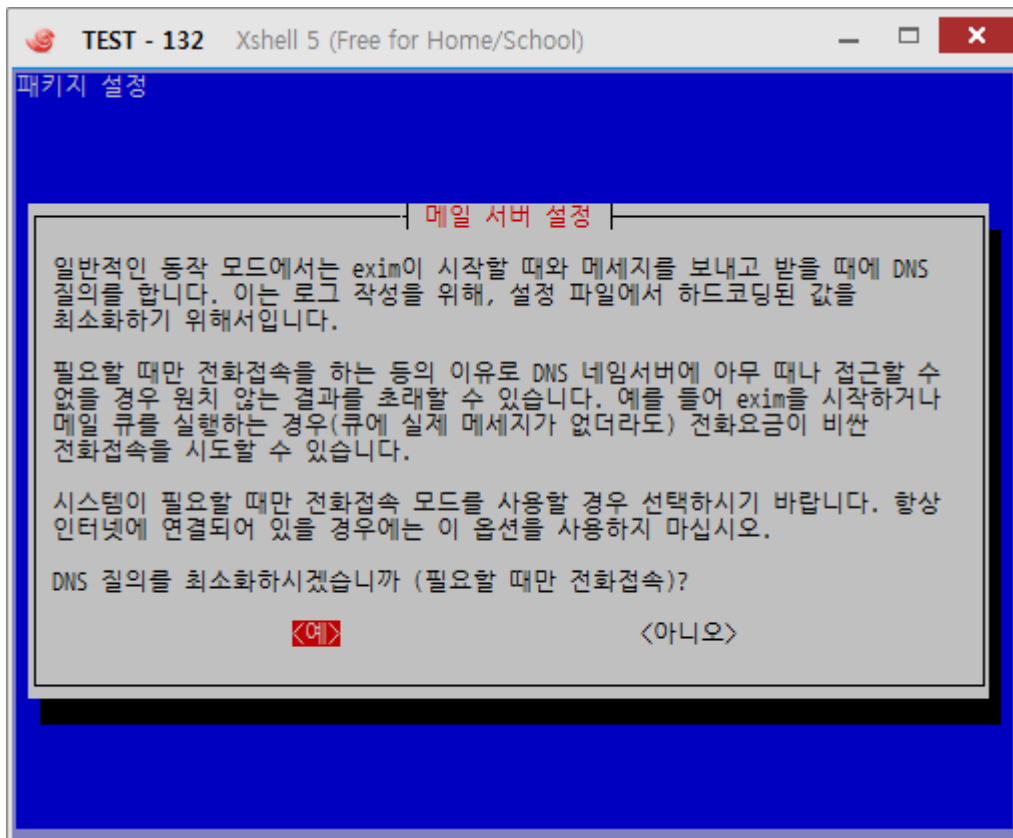 TEST - 132 Xshell 5 (Free for Home/School)
패키지 설정
메일 서버 설정
일반적인 동작 모드에서는 exim이 시작할 때와 메세지를 보내고 받을 때에 DNS
질의를 합니다. 이는 로그 작성을 위해, 설정 파일에서 하드코딩된 값을
최소화하기 위해서입니다.
필요할 때만 전화접속을 하는 등의 이유로 DNS 네임서버에 아무 때나 접근할 수
없을 경우 원치 않는 결과를 초래할 수 있습니다. 예를 들어 exim을 시작하거나
메일 큐를 실행하는 경우(큐에 실제 메세지가 없더라도) 전화요금이 비싼
전화접속을 시도할 수 있습니다.
시스템이 필요할 때만 전화접속 모드를 사용할 경우 선택하시기 바랍니다. 항상
인터넷에 연결되어 있을 경우에는 이 옵션을 사용하지 마십시오.
DNS 질의를 최소화하시겠습니까 (필요할 때만 전화접속)?
<예> <아니오>